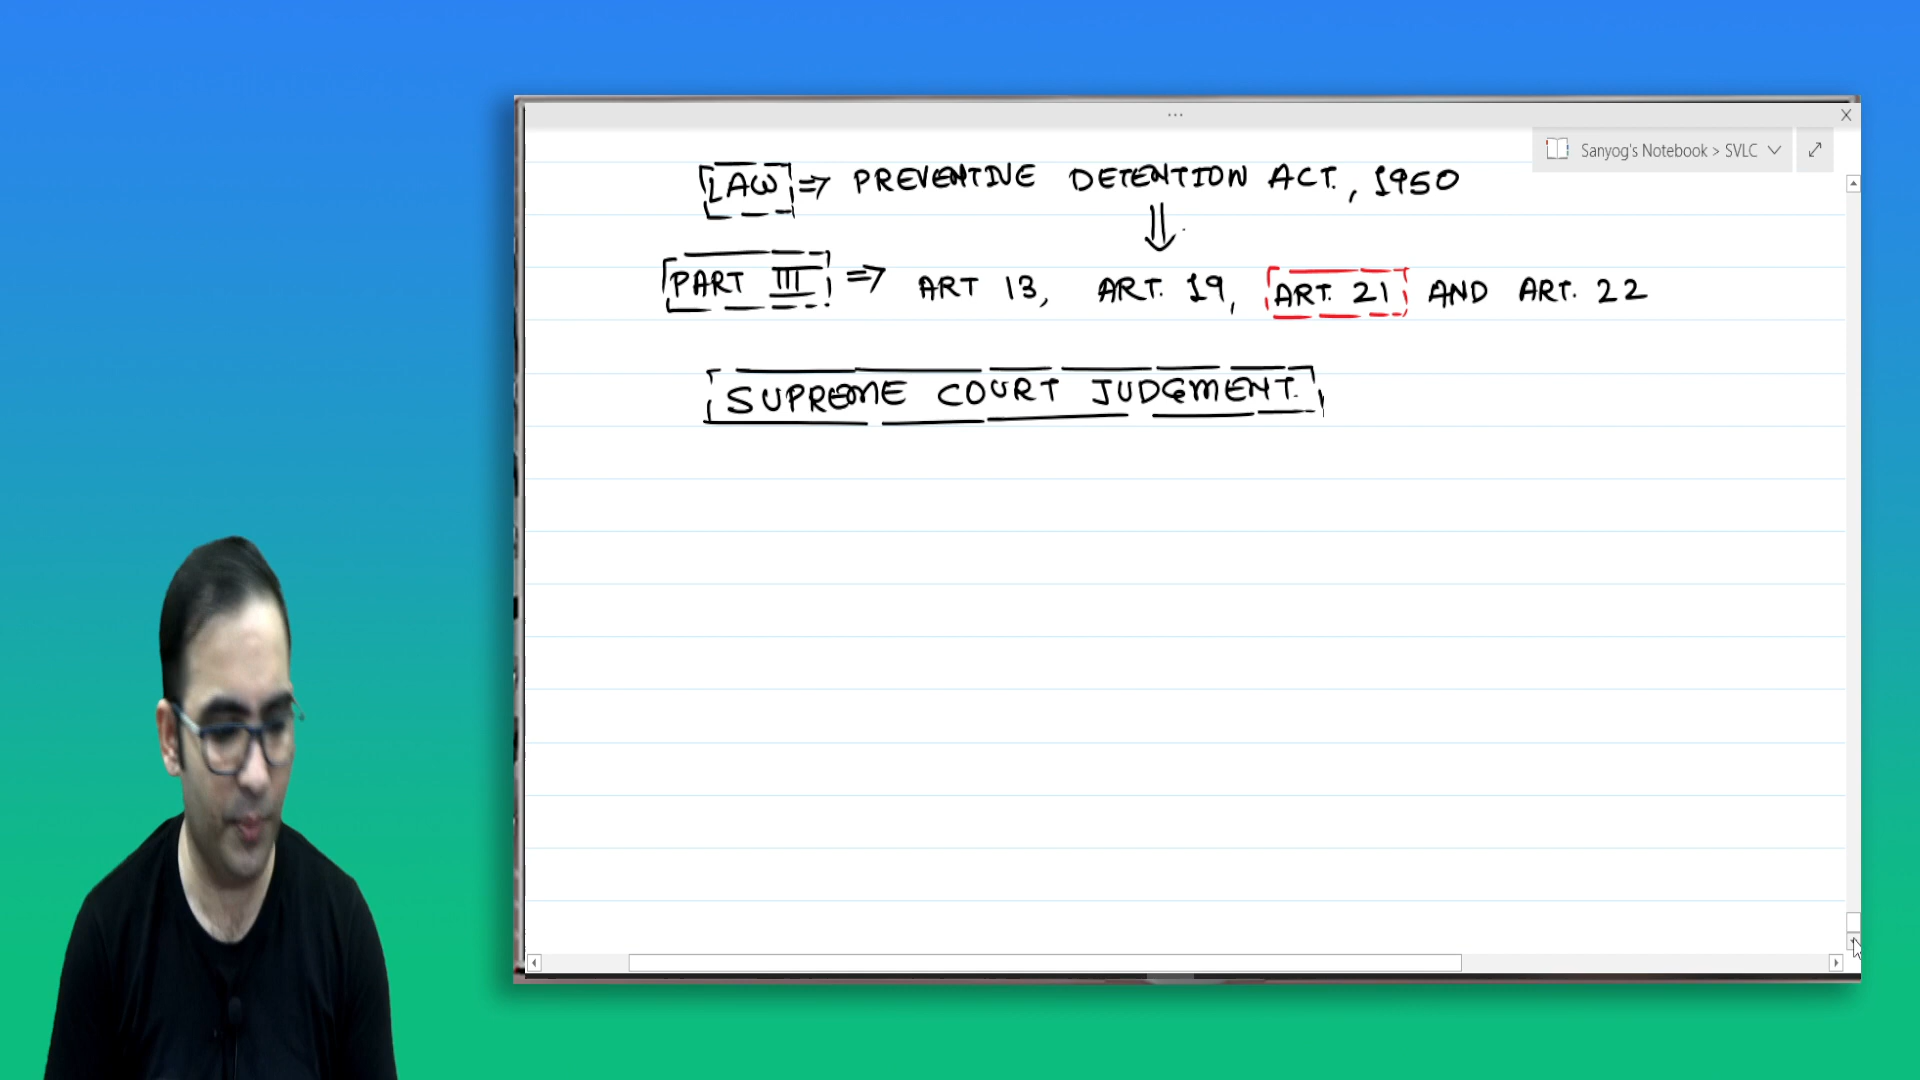 Sanyog's Notebook > SVLC
LAW => PREVENTIVE DETENTION ACT., 1950
PART III => ART 13, ART. 19, ART. 21 AND ART. 22
SUPREME COURT JUDGMENT.